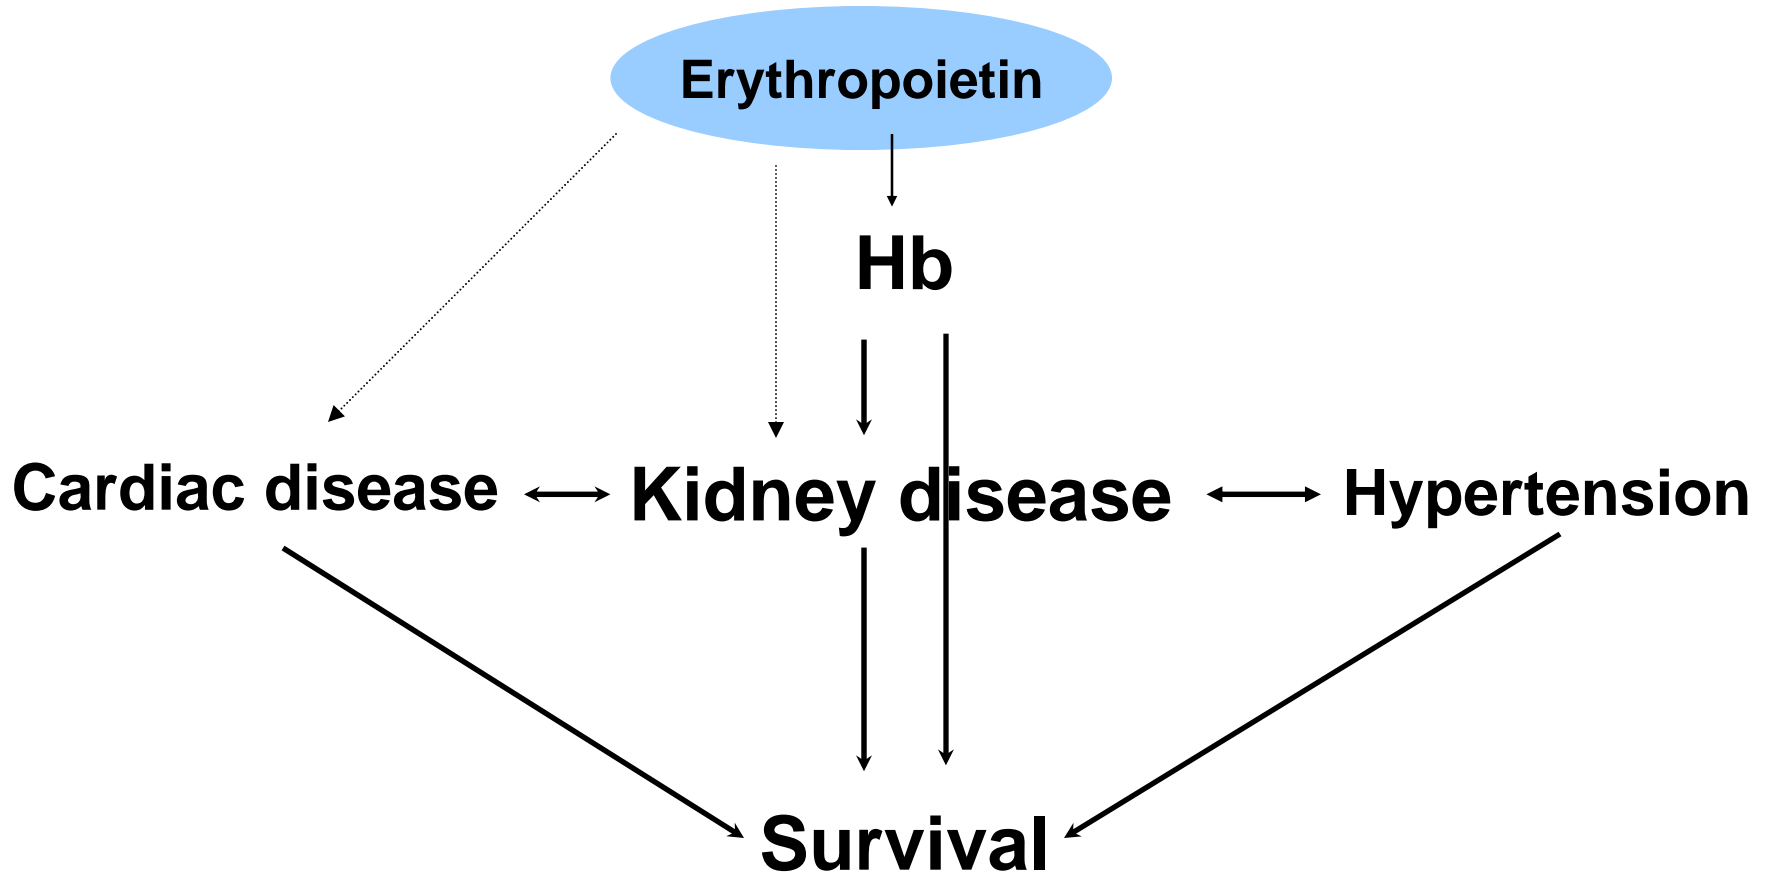 Erythropoietin
Hb
Cardiac disease
Kidney disease
Hypertension
Survival